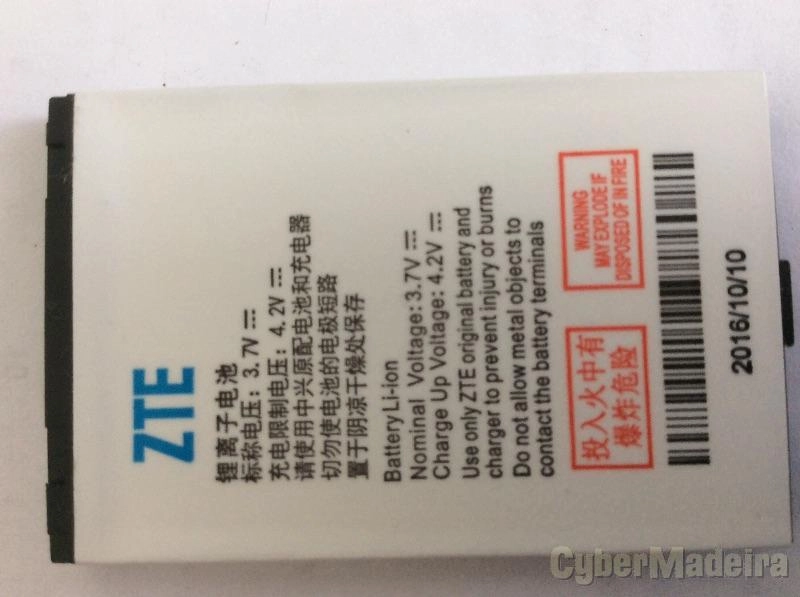 ZTE
锂离子电池
标称电压: 3.7V
充电限制电压: 4.2V
请使用中兴原配电池和充电器
切勿使电池的电极短路
置于阴凉干燥处保存
Battery Li-ion
Nominal Voltage: 3.7V
Charge Up Voltage: 4.2V
Use only ZTE original battery and
charger to prevent injury or burns
Do not allow metal objects to
contact the battery terminals
投入火中有
爆炸危险
WARNING
MAY EXPLODE IF
DISPOSED OF IN FIRE
2016/10/10
CyberMadeira